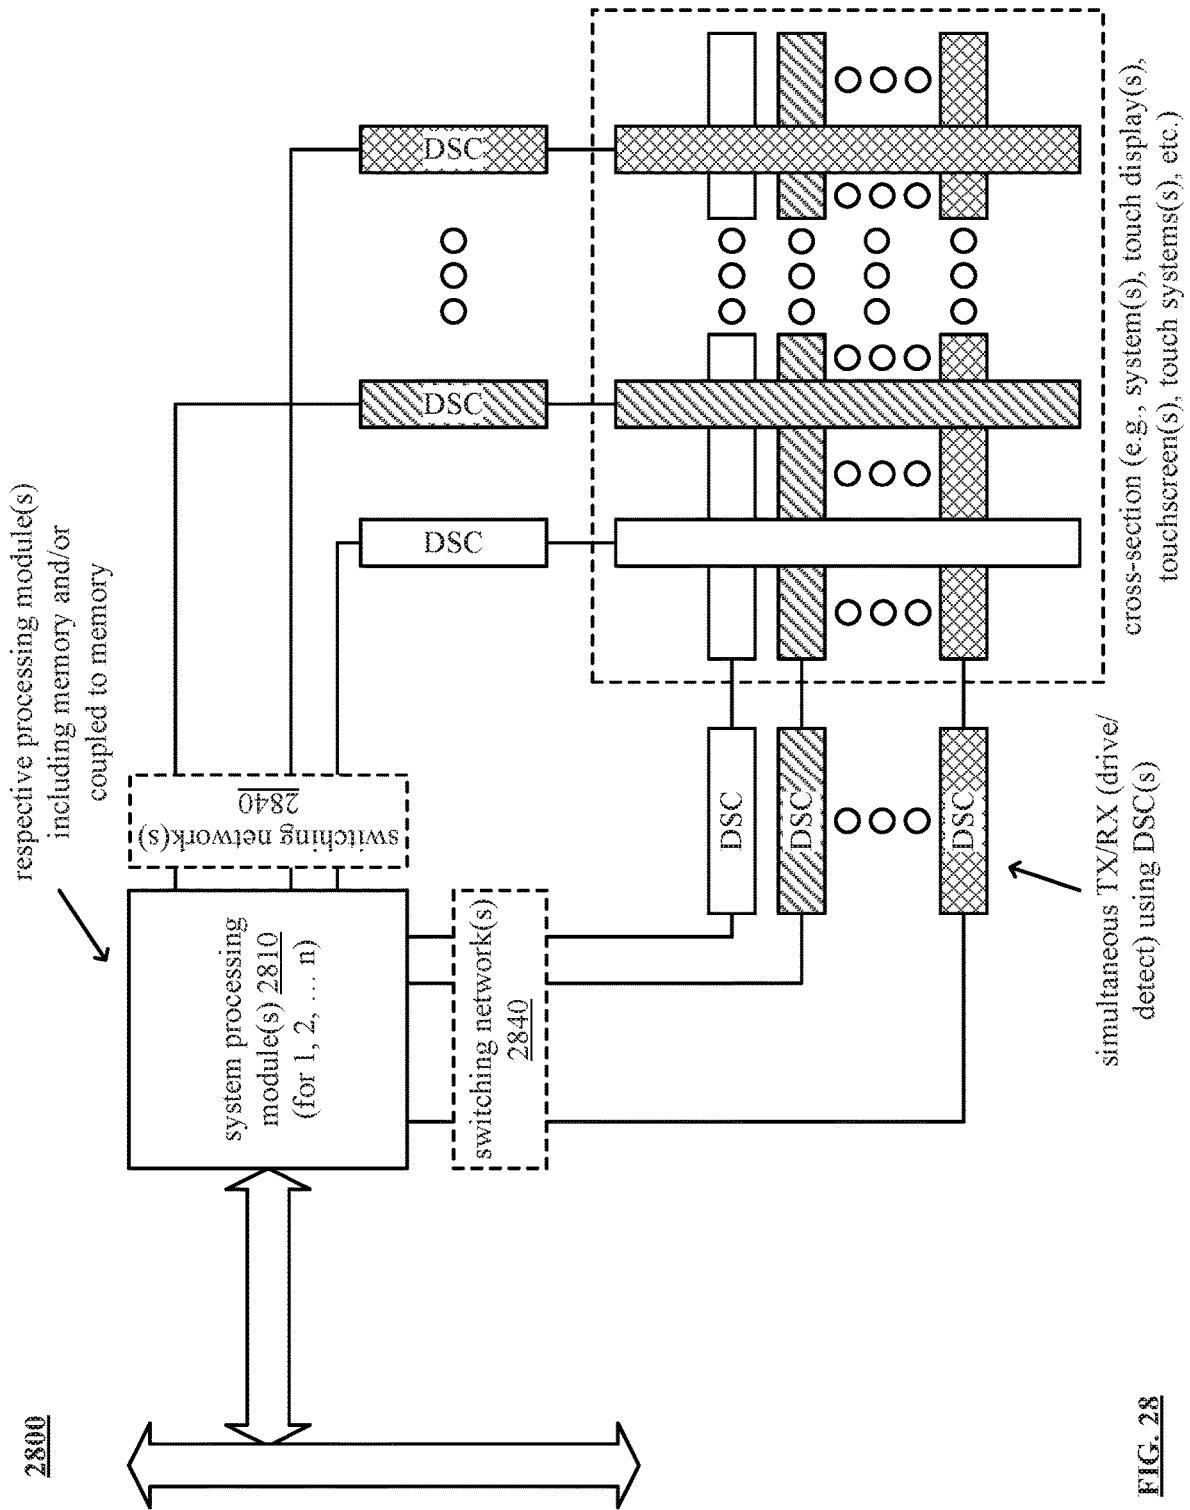 2800
respective processing module(s)
including memory and/or
coupled to memory
system processing
module(s) 2810
(for 1, 2, … n)
switching network(s)
2840
switching network(s)
2840
DSC
DSC
DSC
DSC
DSC
DSC
simultaneous TX/RX (drive/
detect) using DSC(s)
cross-section (e.g., system(s), touch display(s),
touchscreen(s), touch systems(s), etc.)
FIG. 28